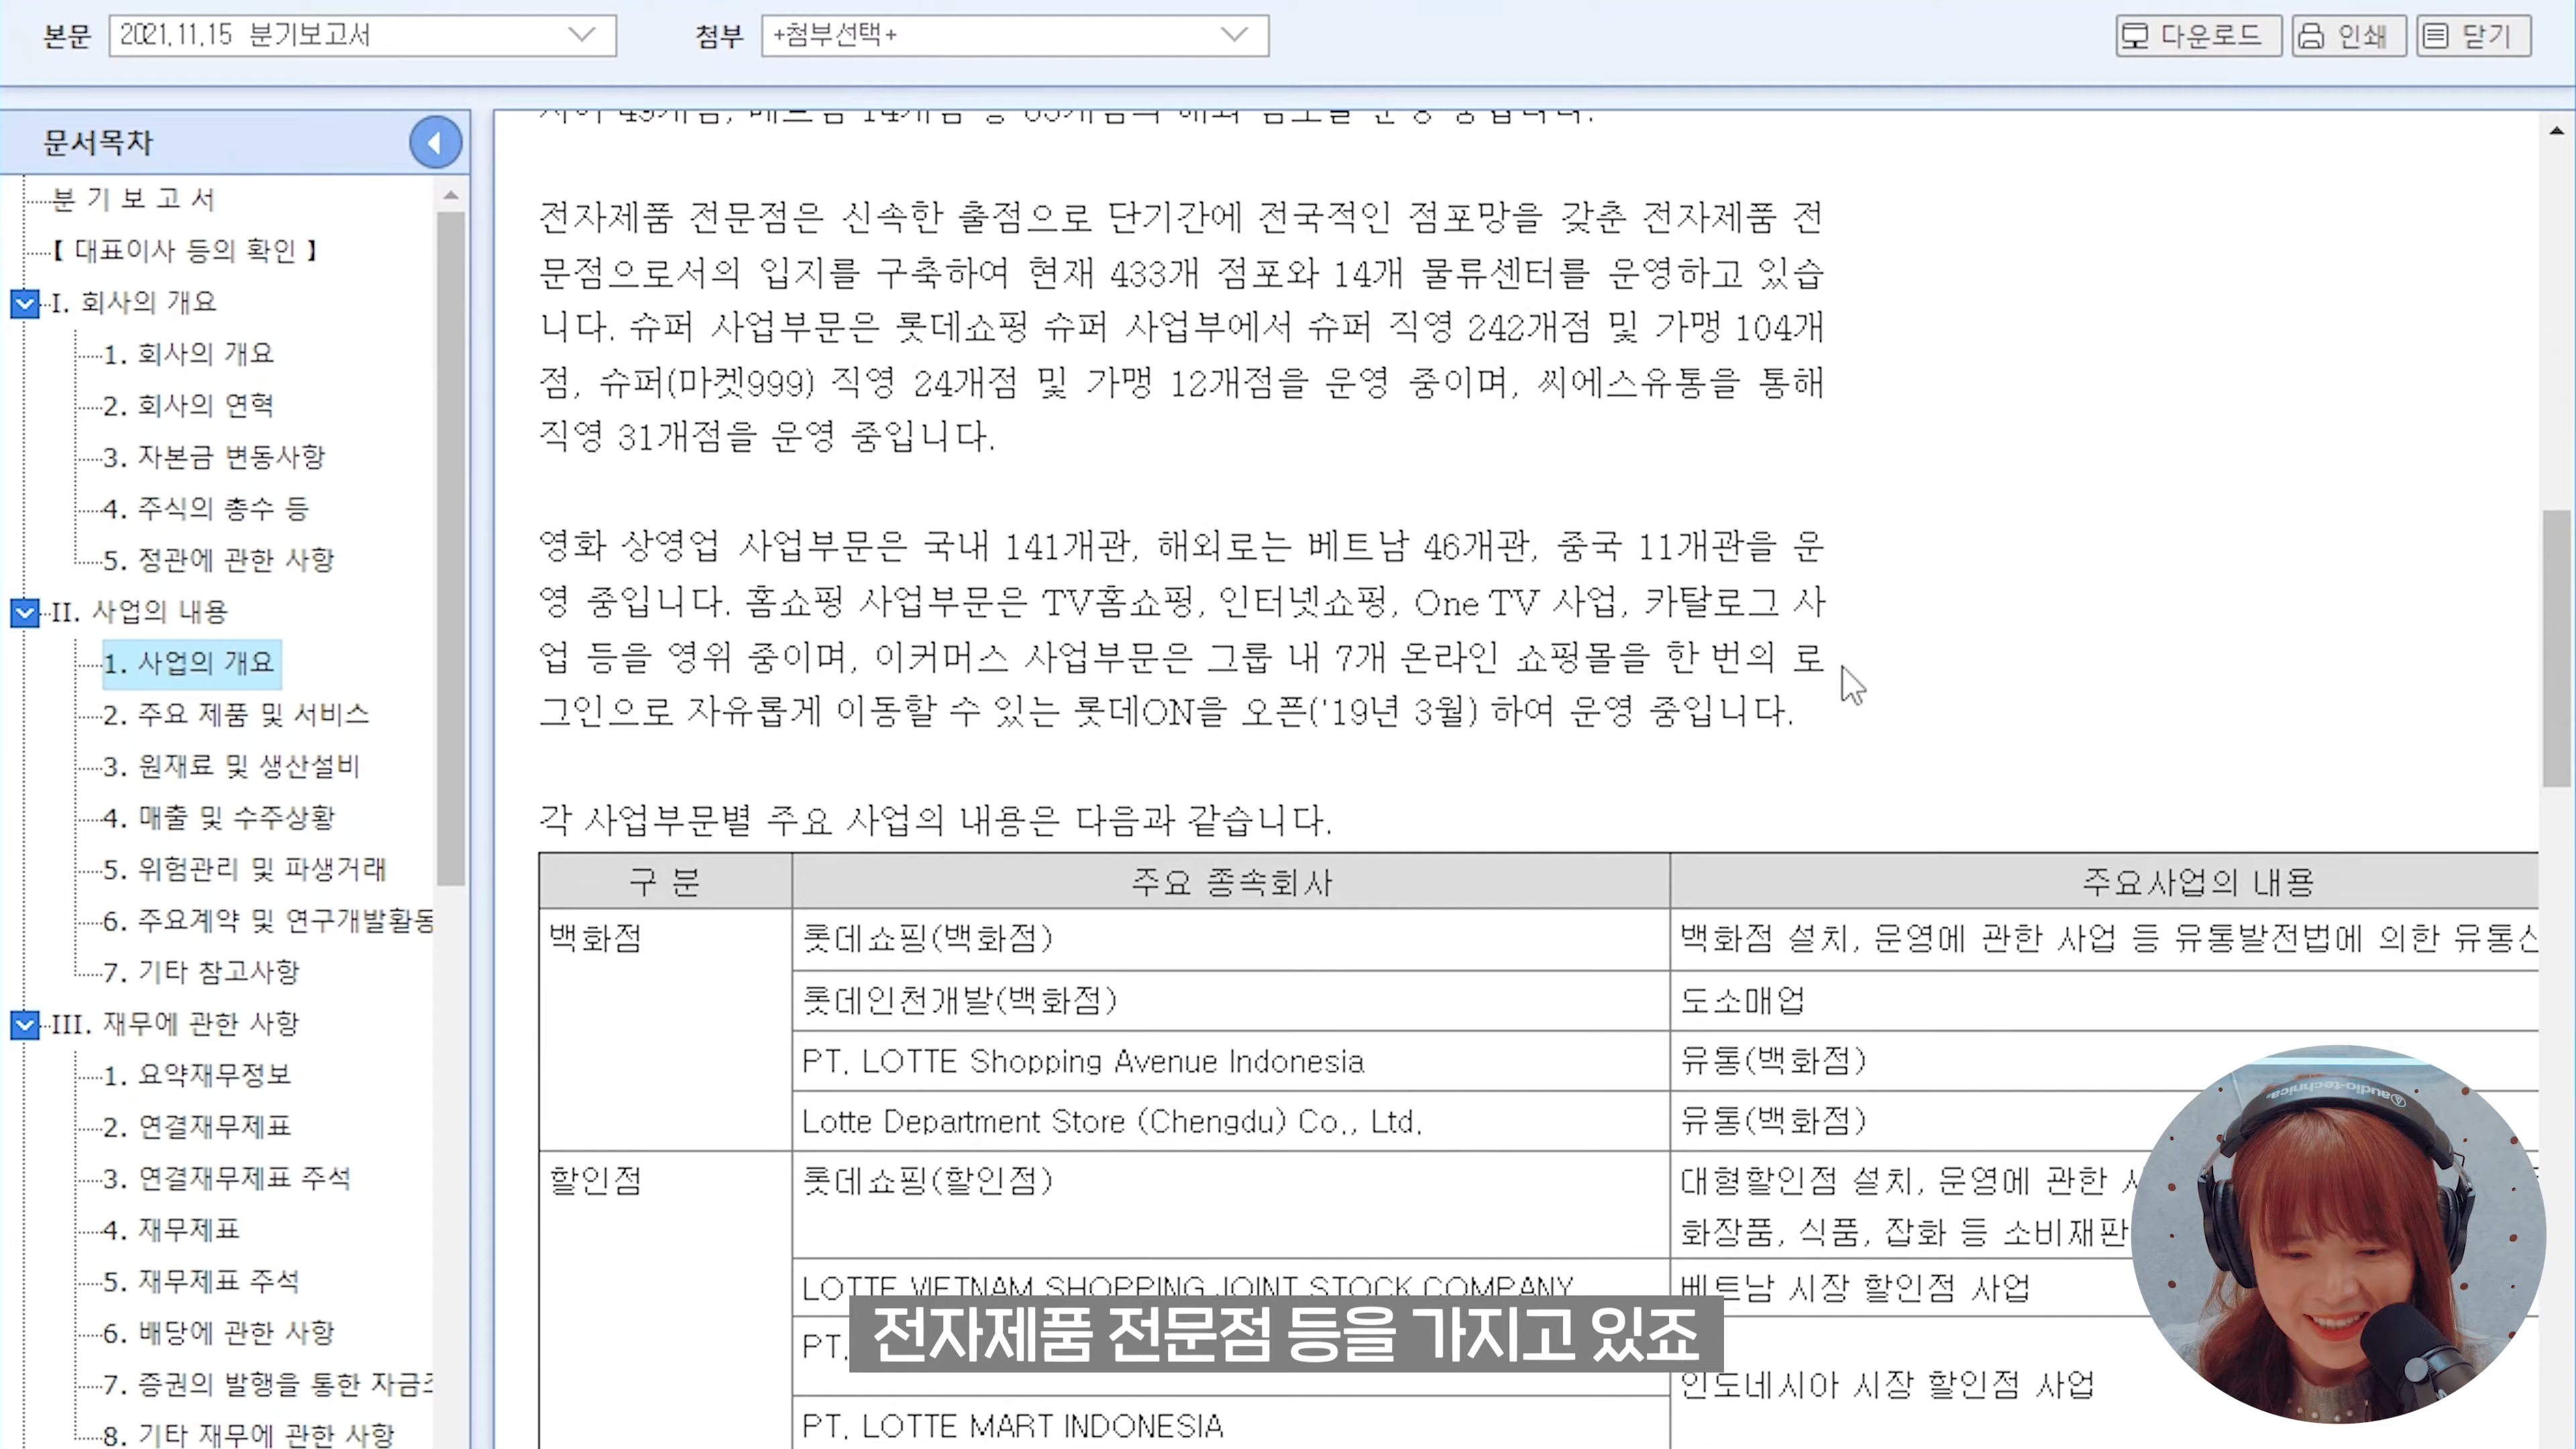 본문
2021.11.15 분기보고서
첨부
+첨부선택+
다운로드
인쇄
닫기
문서목차
분 기 보 고 서
【 대표이사 등의 확인 】
I. 회사의 개요
1. 회사의 개요
2. 회사의 연혁
3. 자본금 변동사항
4. 주식의 총수 등
5. 정관에 관한 사항
II. 사업의 내용
1. 사업의 개요
2. 주요 제품 및 서비스
3. 원재료 및 생산설비
4. 매출 및 수주상황
5. 위험관리 및 파생거래
6. 주요계약 및 연구개발활동
7. 기타 참고사항
III. 재무에 관한 사항
1. 요약재무정보
2. 연결재무제표
3. 연결재무제표 주석
4. 재무제표
5. 재무제표 주석
6. 배당에 관한 사항
7. 증권의 발행을 통한
8. 기타 재무에 관한 사항
전자제품 전문점은 신속한 출점으로 단기간에 전국적인 점포망을 갖춘 전자제품 전
문점으로서의 입지를 구축하여 현재 433개 점포와 14개 물류센터를 운영하고 있습
니다. 슈퍼 사업부문은 롯데쇼핑 슈퍼 사업부에서 슈퍼 직영 242개점 및 가맹 104개
점, 슈퍼(마켓999) 직영 24개점 및 가맹 12개점을 운영 중이며, 씨에스유통을 통해
직영 31개점을 운영 중입니다.
영화 상영업 사업부문은 국내 141개관, 해외로는 베트남 46개관, 중국 11개관을 운
영 중입니다. 홈쇼핑 사업부문은 TV홈쇼핑, 인터넷쇼핑, One TV 사업, 카탈로그 사
업 등을 영위 중이며, 이커머스 사업부문은 그룹 내 7개 온라인 쇼핑몰을 한 번의 로
그인으로 자유롭게 이동할 수 있는 롯데ON을 오픈('19년 3월) 하여 운영 중입니다.
각 사업부문별 주요 사업의 내용은 다음과 같습니다.
구 분
주요 종속회사
주요사업의 내용
백화점
롯데쇼핑(백화점)
백화점 설치, 운영에 관한 사업 등 유통발전법에 의한
롯데인천개발(백화점)
도소매업
PT. LOTTE Shopping Avenue Indonesia
유통(백화점)
Lotte Department Store (Chengdu) Co., Ltd.
유통(백화점)
할인점
롯데쇼핑(할인점)
대형할인점 설치, 운영에 관한
화장품, 식품, 잡화 등
LOTTE VIETNAM SHOPPING JOINT STOCK COMPANY
베트남 시장 할인점 사업
PT.
인도네시아 시장 할인점 사업
PT. LOTTE MART INDONESIA
전자제품 전문점 등을 가지고 있죠
audio-technica